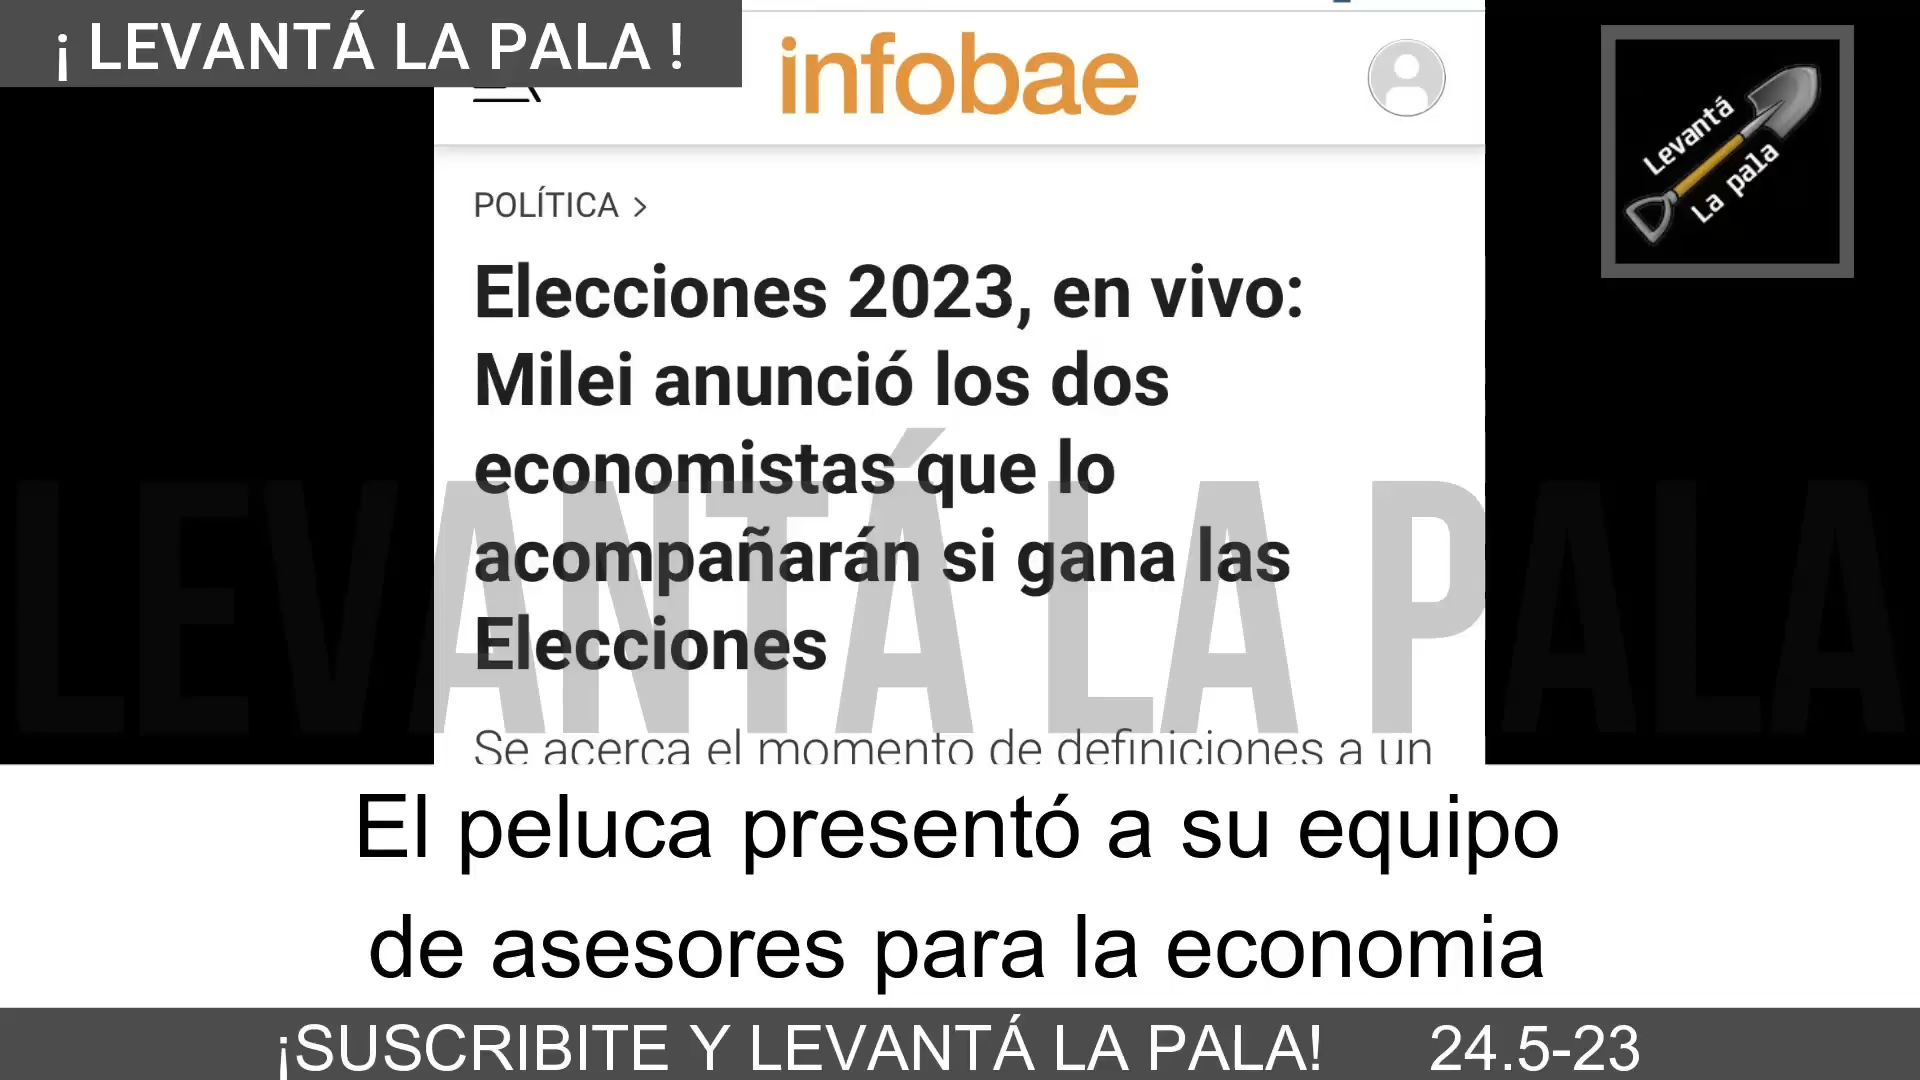 ¡ LEVANTÁ LA PALA !
infobae
Levantá
La pala
POLÍTICA >
Elecciones 2023, en vivo:
Milei anunció los dos
economistas que lo
acompañarán si gana las
Elecciones
LEVANTÁ LA PALA
Se acerca el momento de definiciones a un
El peluca presentó a su equipo
de asesores para la economia
¡SUSCRIBITE Y LEVANTÁ LA PALA! 24.5-23